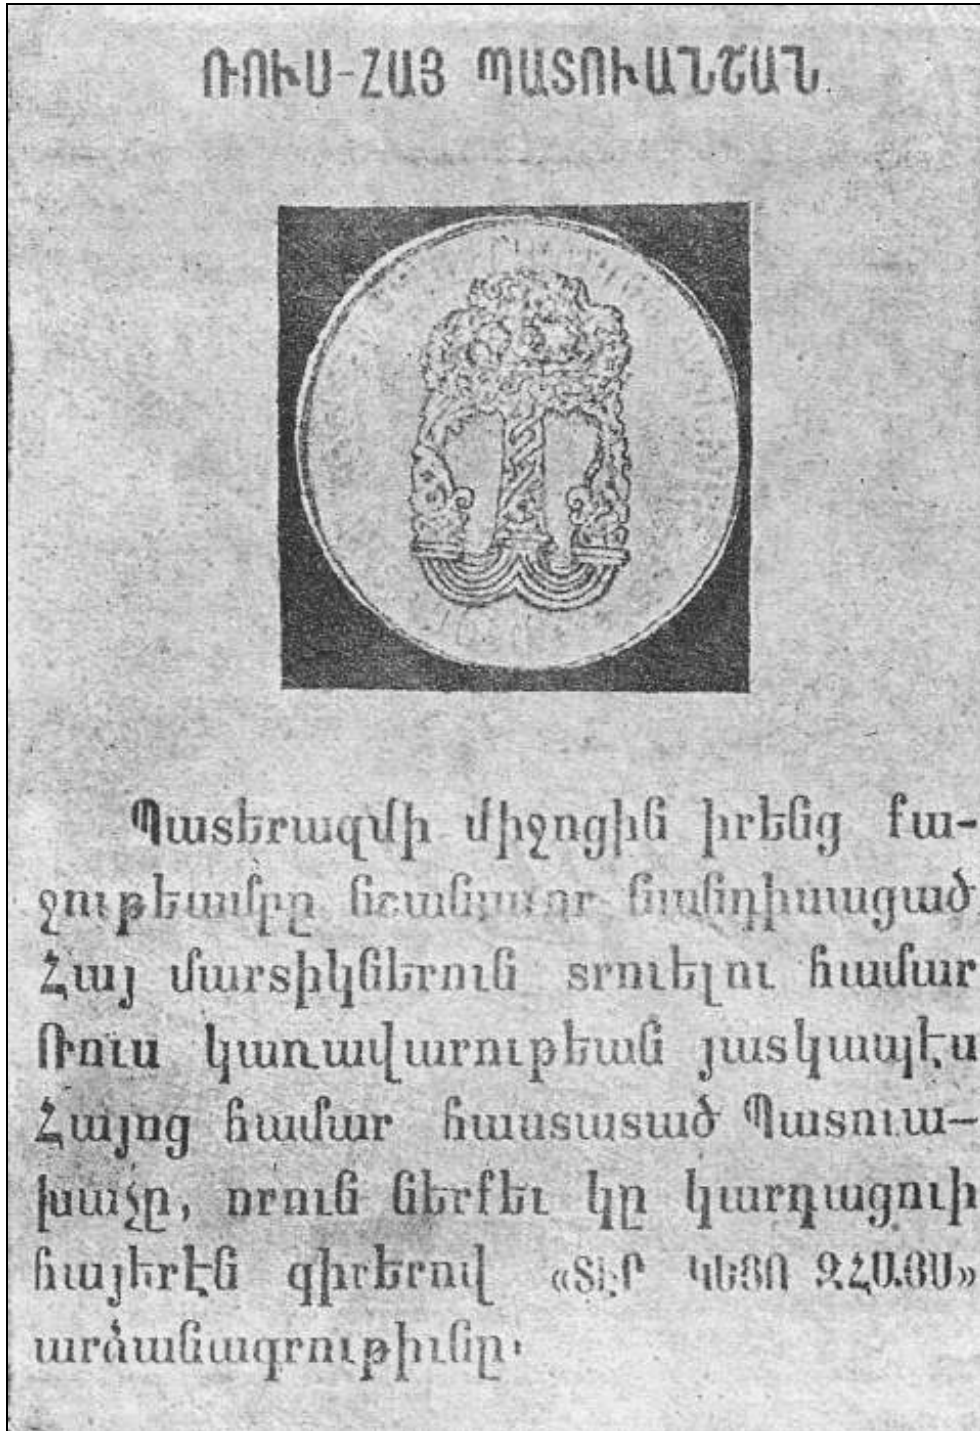 ՌՈՒՍ-ՀԱՅ ՊԱՏՈՒԱՆՇԱՆ
Պատերազմի միջոցին իրենց քա-
ջութեամբը նշանաւոր հանդիսացած
Հայ մարտիկներուն տրուելու համար
Ռուս կառավարութեան յատկապէս
Հայոց համար հաստատած Պատուա-
խաչը, որուն ներքեւ կը կարդացուի
հայերէն գիրերով «ՏԷՐ ԿԵՑՈ ԶՀԱՅՍ»
արձանագրութիւնը.